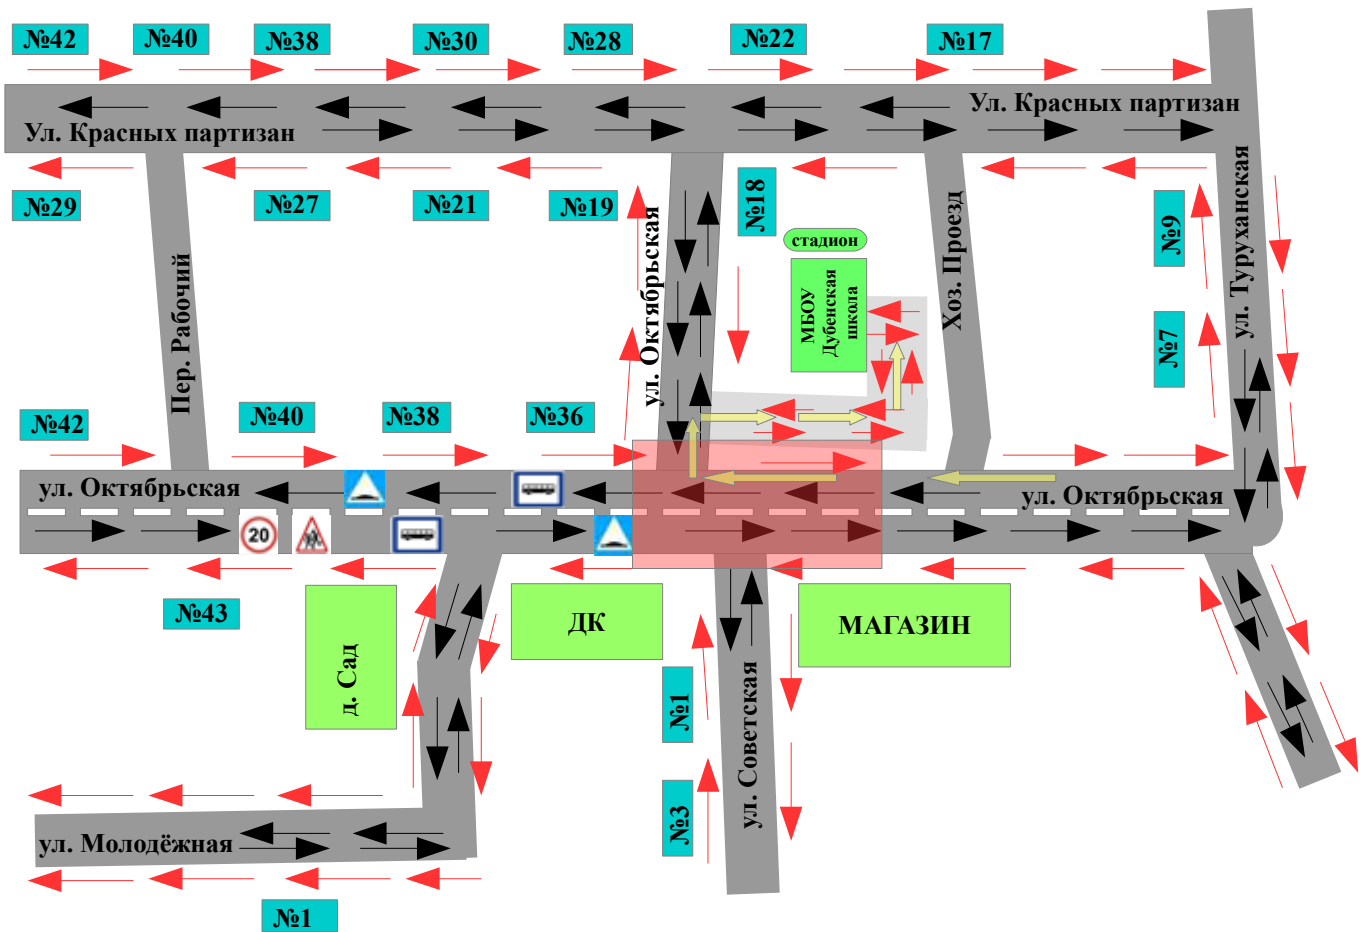 №42
№40
№38
№30
№28
№22
№17
Ул. Красных партизан
Ул. Красных партизан
№29
№27
№21
№19
№18
№9
№7
ул. Туруханская
Пер. Рабочий
ул. Октябрьская
стадион
МБОУ
Дубенская
школа
Хоз. Проезд
№42
№40
№38
№36
ул. Октябрьская
ул. Октябрьская
20
№43
д. Сад
ДК
МАГАЗИН
№1
№3
ул. Советская
ул. Молодёжная
№1